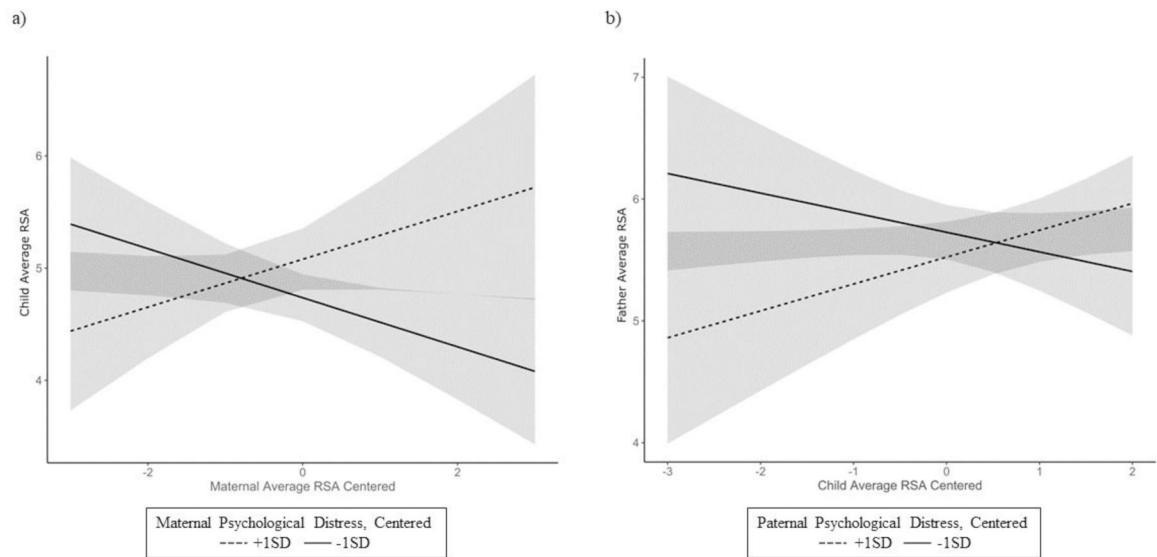 a)
Child Average RSA
6
5
4
-2
0
2
Maternal Average RSA Centered
Maternal Psychological Distress, Centered
+1SD -1SD
b)
Father Average RSA
7
6
5
4
-3
-2
-1
0
1
2
Child Average RSA Centered
Paternal Psychological Distress, Centered
+1SD -1SD